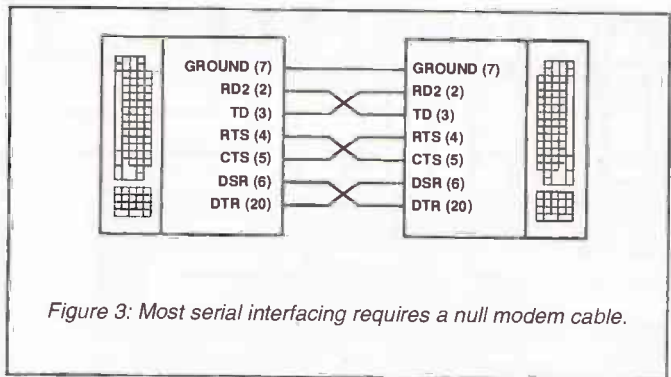 GROUND (7)
RD2 (2)
TD (3)
RTS (4)
CTS (5)
DSR (6)
DTR (20)
GROUND (7)
RD2 (2)
TD (3)
RTS (4)
CTS (5)
DSR (6)
DTR (20)
Figure 3: Most serial interfacing requires a null modem cable.